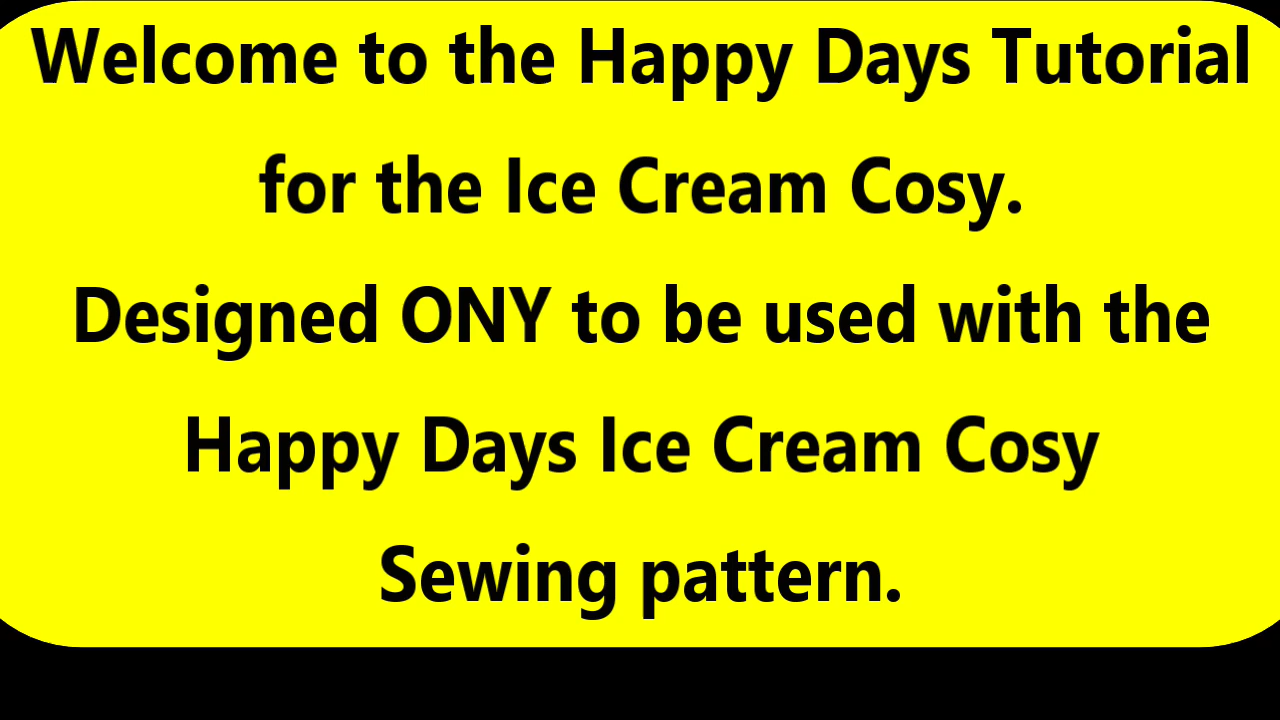 Welcome to the Happy Days Tutorial
for the Ice Cream Cosy.
Designed ONY to be used with the
Happy Days Ice Cream Cosy
Sewing pattern.